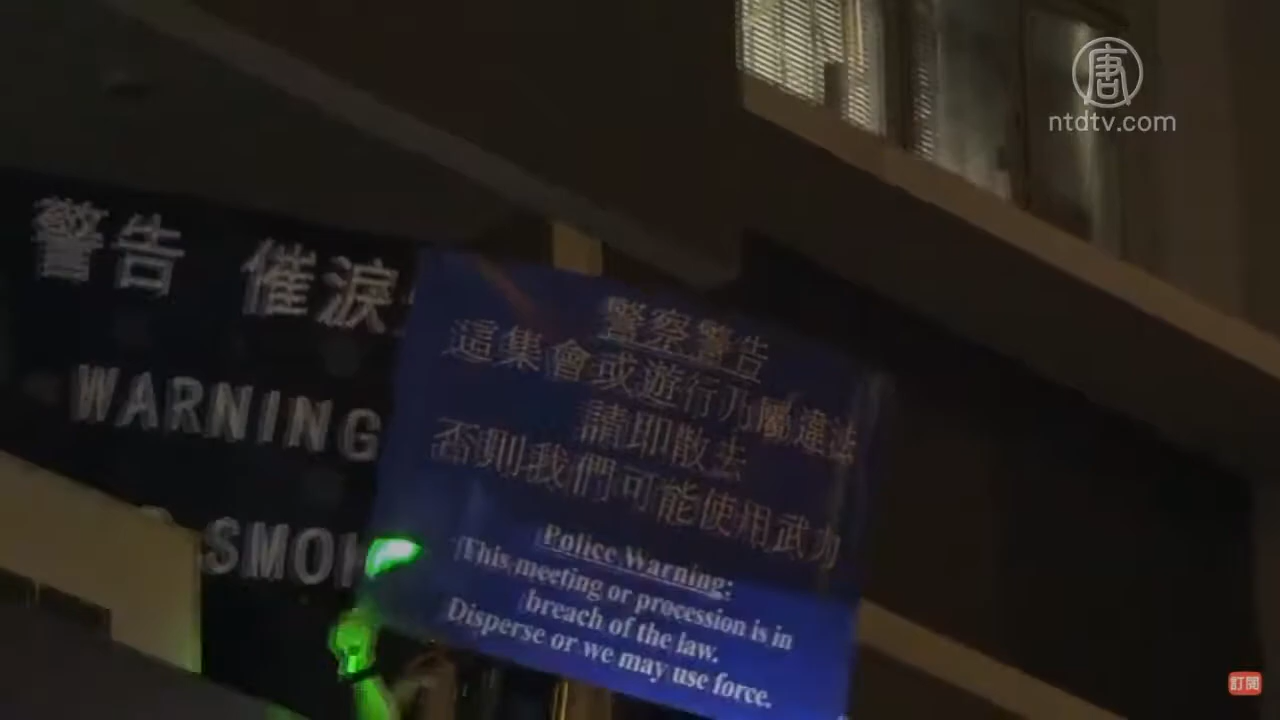 唐
ntdtv.com
警告 催淚
WARNING
SMOK
警察警告
這集會或遊行乃屬違法
請即散去
否則我們可能使用武力
Police Warning:
This meeting or procession is in
breach of the law.
Disperse or we may use force.
訂閱